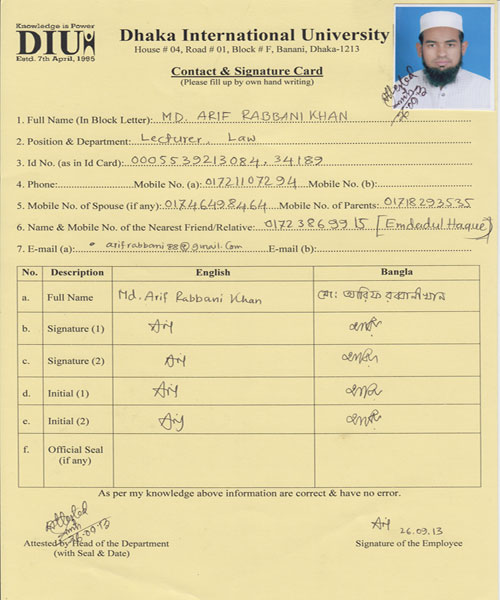 Knowledge is Power
DIU
Estd. 7th April, 1995
Dhaka International University
House # 04, Road # 01, Block # F, Banani, Dhaka-1213
Contact & Signature Card
(Please fill up by own hand writing)
Attested
26.09.13
1. Full Name (In Block Letter): MD. ARIF RABBANI KHAN
2. Position & Department: Lecturer, Law
3. Id No. (as in Id Card): 0005539213084, 34189
4. Phone: Mobile No. (a): 01721107294 Mobile No. (b):
5. Mobile No. of Spouse (if any): 01746498464 Mobile No. of Parents: 01718293535
6. Name & Mobile No. of the Nearest Friend/Relative: 01723869915 [Emdadul Haque]
7. E-mail (a): arifrabbani88@gmail.com E-mail (b):
No. Description English Bangla
a. Full Name Md. Arif Rabbani Khan মো: আরিফ রব্বানী খান
b. Signature (1) Arif আরিফ
c. Signature (2) Arif আরিফ
d. Initial (1) Arif আরিফ
e. Initial (2) Arif আরিফ
f. Official Seal
(if any)
As per my knowledge above information are correct & have no error.
Attested
26.09.13
Arif 26.09.13
Attested by Head of the Department Signature of the Employee
(with Seal & Date)